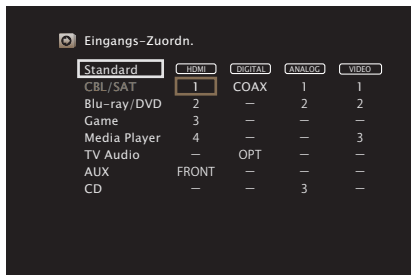 Eingangs-Zuordn.
Standard HDMI DIGITAL ANALOG VIDEO
CBL/SAT 1 COAX 1 1
Blu-ray/DVD 2 — 2 2
Game 3 — — —
Media Player 4 — — 3
TV Audio — OPT — —
AUX FRONT — — —
CD — — 3 —